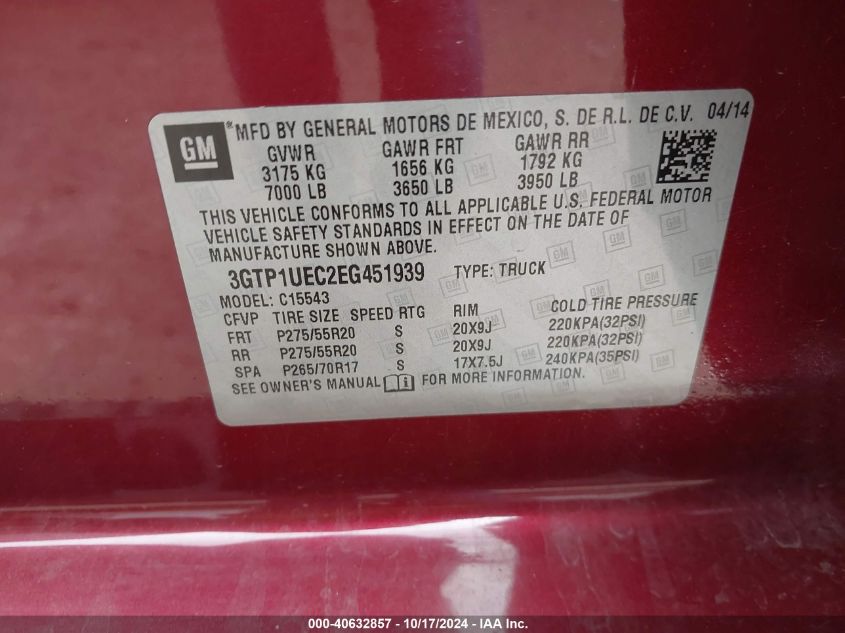 GM *MFD BY GENERAL MOTORS DE MEXICO, S. DE R.L. DE C.V. 04/14
GVWR GAWR FRT GAWR RR
3175 KG 1656 KG 1792 KG
7000 LB 3650 LB 3950 LB
THIS VEHICLE CONFORMS TO ALL APPLICABLE U.S. FEDERAL MOTOR
VEHICLE SAFETY STANDARDS IN EFFECT ON THE DATE OF
MANUFACTURE SHOWN ABOVE.
3GTP1UEC2EG451939 TYPE: TRUCK
MODEL: C15543
CFVP TIRE SIZE SPEED RTG RIM COLD TIRE PRESSURE
FRT P275/55R20 S 20X9J 220KPA(32PSI)
RR P275/55R20 S 20X9J 220KPA(32PSI)
SPA P265/70R17 S 17X7.5J 240KPA(35PSI)
SEE OWNER'S MANUAL FOR MORE INFORMATION.
000-40632857 - 10/17/2024 - IAA, Inc.